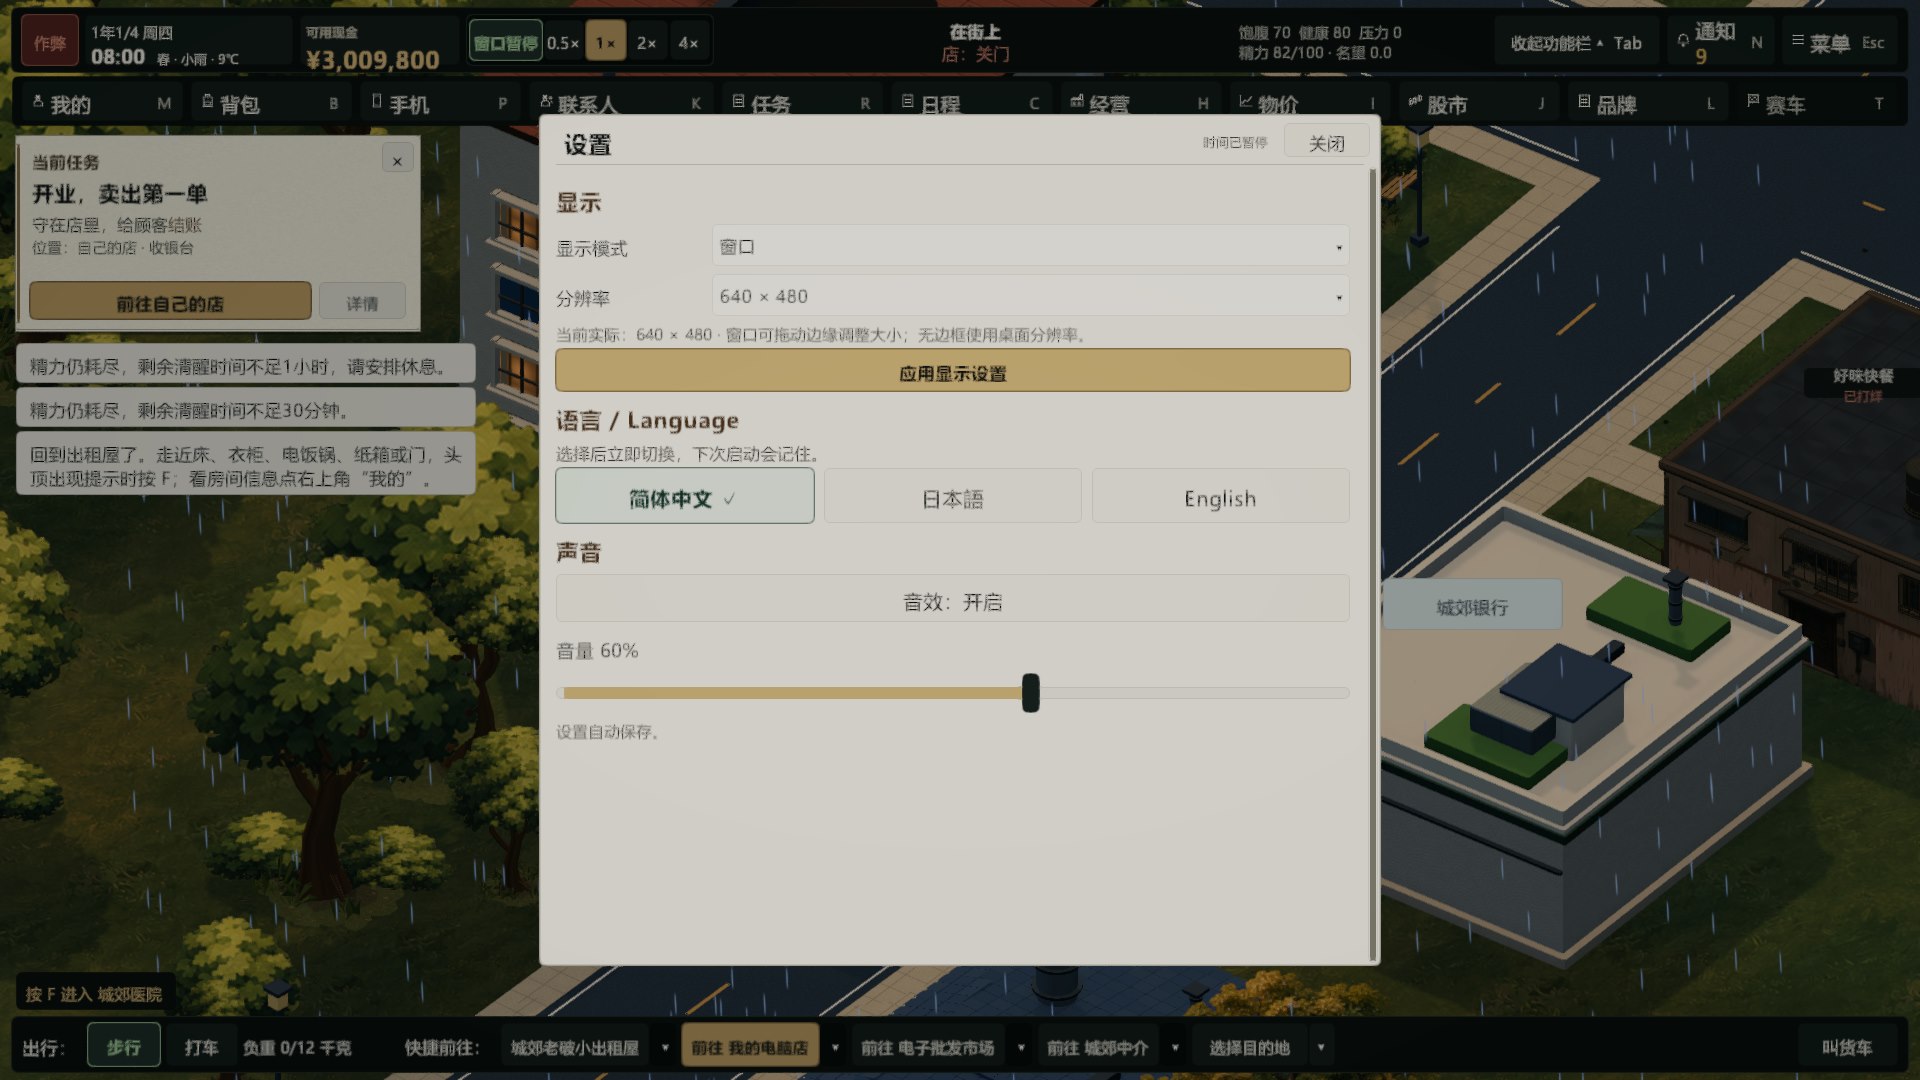 作弊
1年1/4 周四
08:00 春 · 小雨 · 9℃
可用现金
¥3,009,800
窗口暂停 0.5× 1× 2× 4×
在街上
店：关门
饱腹 70 健康 80 压力 0
精力 82/100 · 名望 0.0
收起功能栏 ▴ Tab
通知 N
9
菜单 Esc
我的 M
背包 B
手机 P
联系人 K
任务 R
日程 C
经营 H
物价 I
股市 J
品牌 L
赛车 T
当前任务
×
开业，卖出第一单
守在店里，给顾客结账
位置：自己的店 · 收银台
前往自己的店
详情
精力仍耗尽，剩余清醒时间不足1小时，请安排休息。
精力仍耗尽，剩余清醒时间不足30分钟。
回到出租屋了。走近床、衣柜、电饭锅、纸箱或门，头
顶出现提示时按 F；看房间信息点右上角“我的”。
设置
时间已暂停
关闭
显示
显示模式 窗口
分辨率 640 × 480
当前实际：640 × 480 · 窗口可拖动边缘调整大小；无边框使用桌面分辨率。
应用显示设置
语言 / Language
选择后立即切换，下次启动会记住。
简体中文 ✓
日本語
English
声音
音效：开启
音量 60%
设置自动保存。
好味快餐
已打烊
城郊银行
按 F 进入 城郊医院
出行：
步行
打车
负重 0/12 千克
快捷前往：
城郊老破小出租屋
前往 我的电脑店
前往 电子批发市场
前往 城郊中介
选择目的地
叫货车